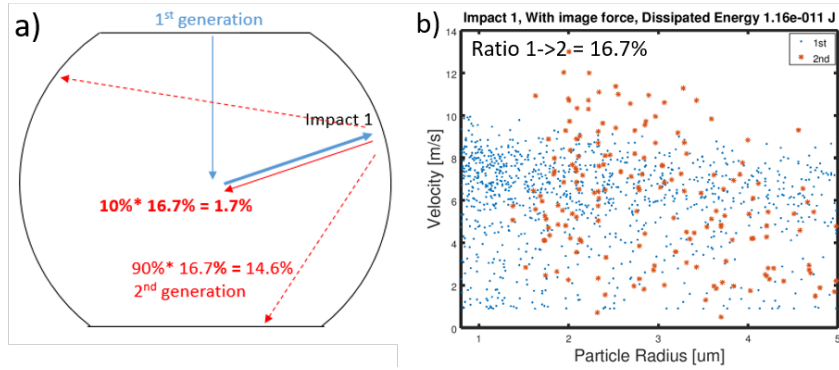 a)
1st generation
Impact 1
10%* 16.7% = 1.7%
90%* 16.7% = 14.6%
2nd generation
b)
Impact 1, With image force, Dissipated Energy 1.16e-011 J
Ratio 1->2 = 16.7%
1st
2nd
14
12
10
8
6
4
2
0
Velocity [m/s]
1
2
3
4
5
Particle Radius [um]